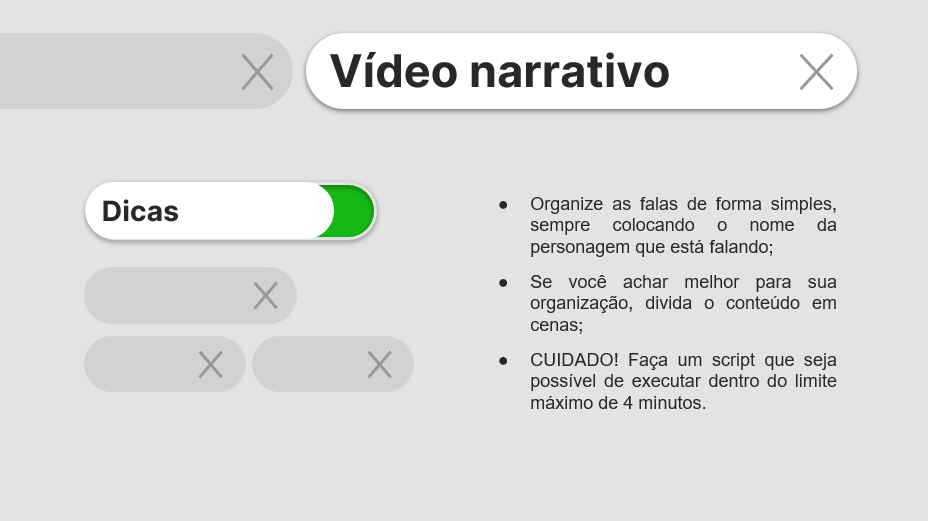 Vídeo narrativo
Dicas
● Organize as falas de forma simples,
sempre colocando o nome da
personagem que está falando;
● Se você achar melhor para sua
organização, divida o conteúdo em
cenas;
● CUIDADO! Faça um script que seja
possível de executar dentro do limite
máximo de 4 minutos.